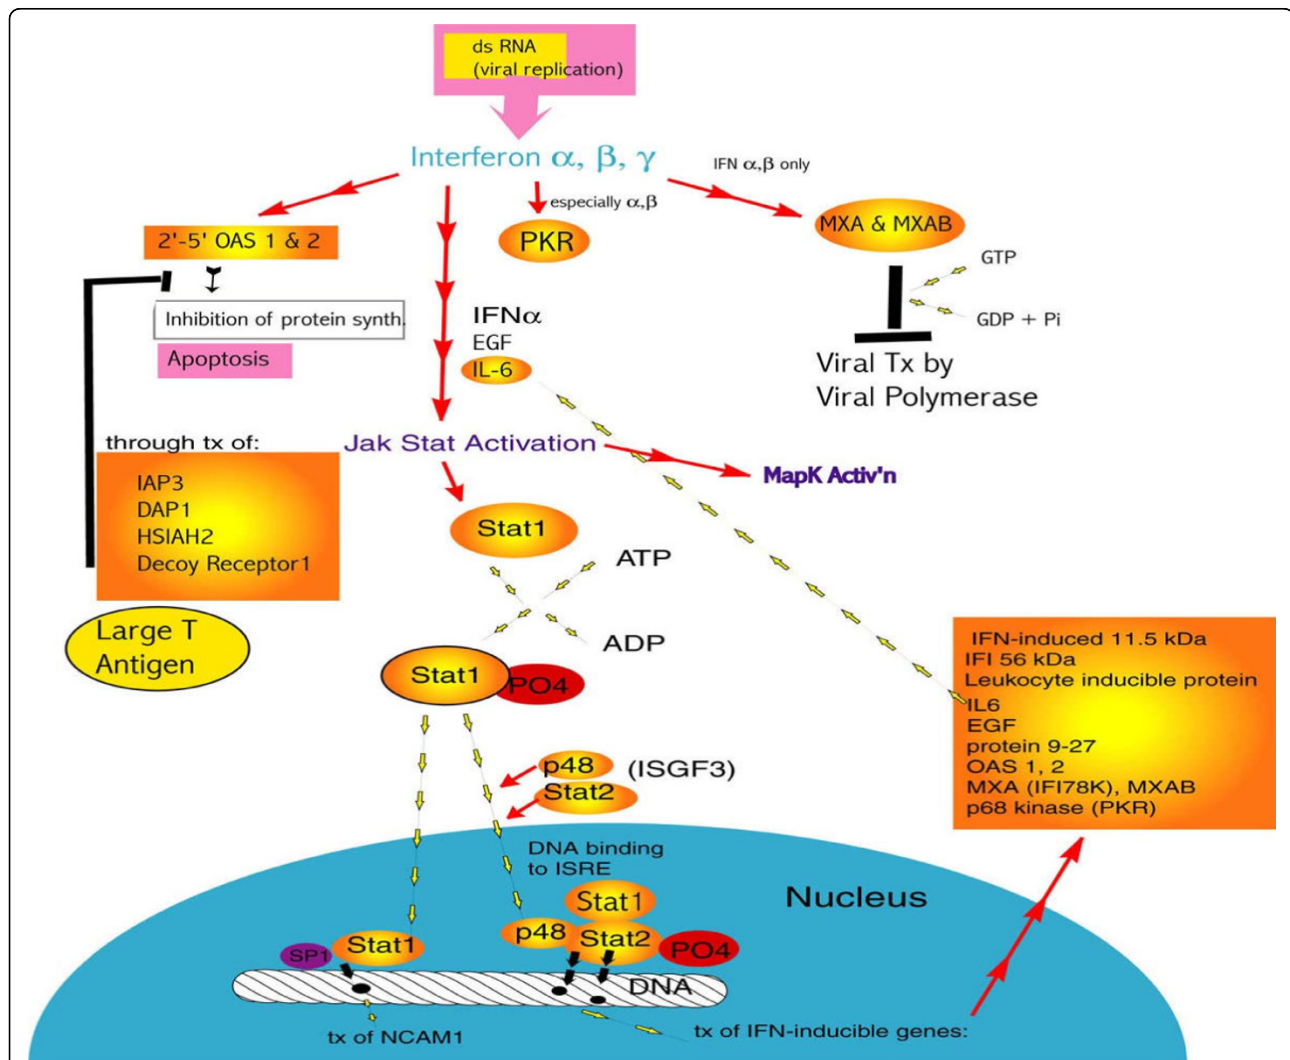 ds RNA
(viral replication)
Interferon α, β, γ
IFN α,β only
especially α,β
2'-5' OAS 1 & 2
PKR
MXA & MXAB
GTP
GDP + Pi
Inhibition of protein synth.
Apoptosis
IFNα
EGF
IL-6
Viral Tx by
Viral Polymerase
through tx of:
Jak Stat Activation
MapK Activ'n
IAP3
DAP1
HSIAH2
Decoy Receptor1
Stat1
ATP
ADP
Large T
Antigen
Stat1
PO4
IFN-induced 11.5 kDa
IFI 56 kDa
Leukocyte inducible protein
IL6
EGF
protein 9-27
OAS 1, 2
MXA (IFI78K), MXAB
p68 kinase (PKR)
p48
(ISGF3)
Stat2
DNA binding
to ISRE
Nucleus
Stat1
p48
Stat2
PO4
SP1
Stat1
DNA
tx of NCAM1
tx of IFN-inducible genes: